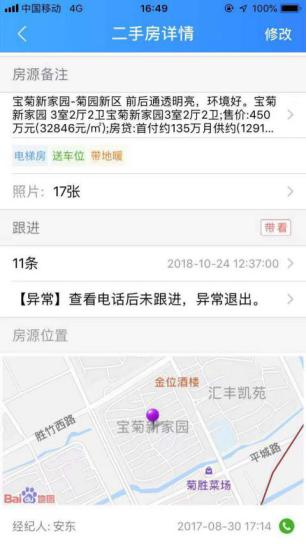 中国移动 4G 16:49 100%
二手房详情 修改
房源备注
宝菊新家园-菊园新区 前后通透明亮，环境好。宝菊
新家园 3室2厅2卫宝菊新家园3室2厅2卫;售价:450
万元(32846元/㎡);房贷:首付约135万月供约(1291...
电梯房 送车位 带地暖
照片: 17张
跟进 带看
11条 2018-10-24 12:37:00
【异常】查看电话后未跟进，异常退出。
房源位置
金位酒楼
汇丰凯苑
胜竹西路
宝菊新家园
平城路
菊胜菜场
Bai 地图
经纪人: 安东 2017-08-30 17:14